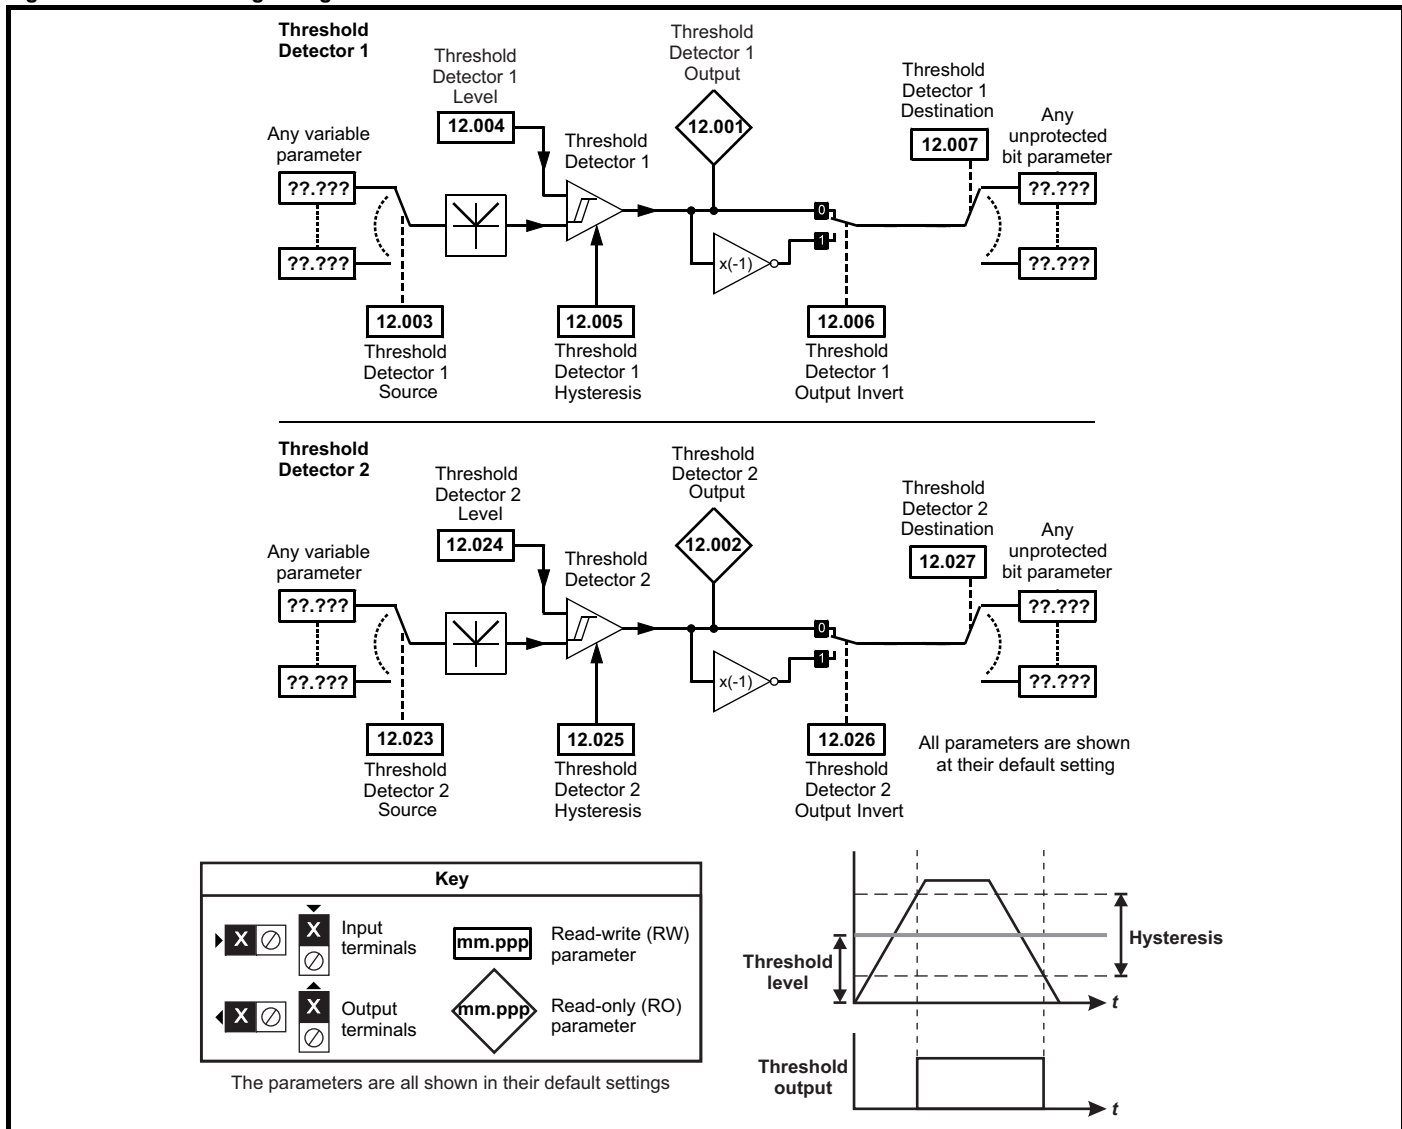 Threshold
Detector 1
Threshold
Detector 1
Level
12.004
Threshold
Detector 1
Output
12.001
Threshold
Detector 1
Destination
12.007
Any variable
parameter
??.???
??.???
Threshold
Detector 1
Any
unprotected
bit parameter
??.???
??.???
0
1
x(-1)
12.003
Threshold
Detector 1
Source
12.005
Threshold
Detector 1
Hysteresis
12.006
Threshold
Detector 1
Output Invert
Threshold
Detector 2
Threshold
Detector 2
Level
12.024
Threshold
Detector 2
Output
12.002
Threshold
Detector 2
Destination
12.027
Any variable
parameter
??.???
??.???
Threshold
Detector 2
Any
unprotected
bit parameter
??.???
??.???
0
1
x(-1)
12.023
Threshold
Detector 2
Source
12.025
Threshold
Detector 2
Hysteresis
12.026
Threshold
Detector 2
Output Invert
All parameters are shown
at their default setting
Key
X
X
Input
terminals
mm.ppp
Read-write (RW)
parameter
X
X
Output
terminals
mm.ppp
Read-only (RO)
parameter
The parameters are all shown in their default settings
Threshold
level
Hysteresis
t
Threshold
output
t